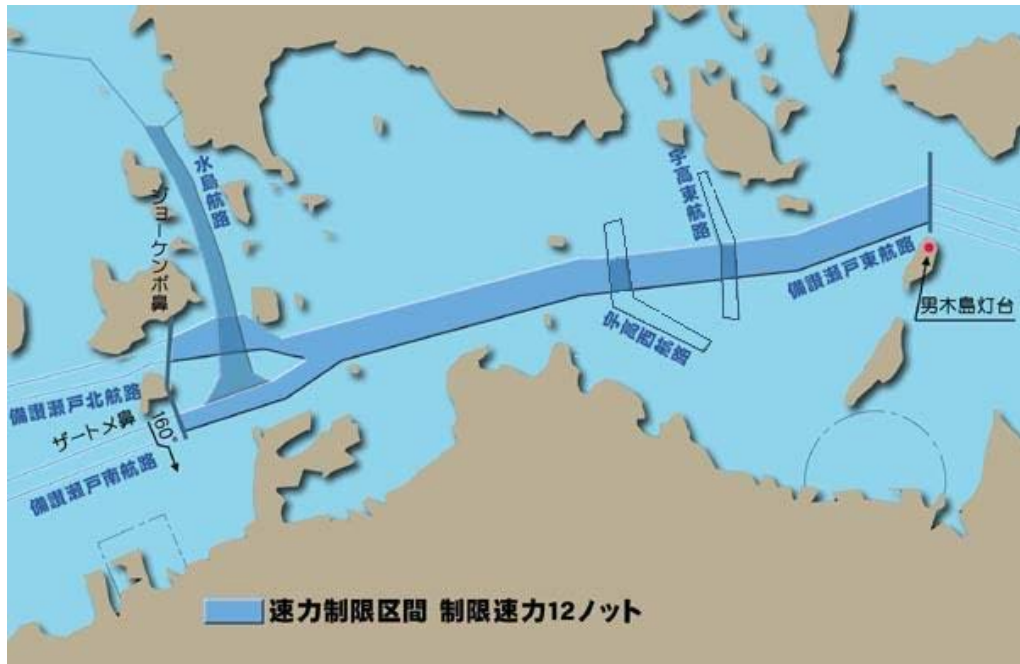 水島航路
ジョーケンボ鼻
宇高東航路
備讃瀬戸東航路
男木島灯台
宇高西航路
備讃瀬戸北航路
ザートメ鼻
160°
備讃瀬戸南航路
速力制限区間 制限速力12ノット